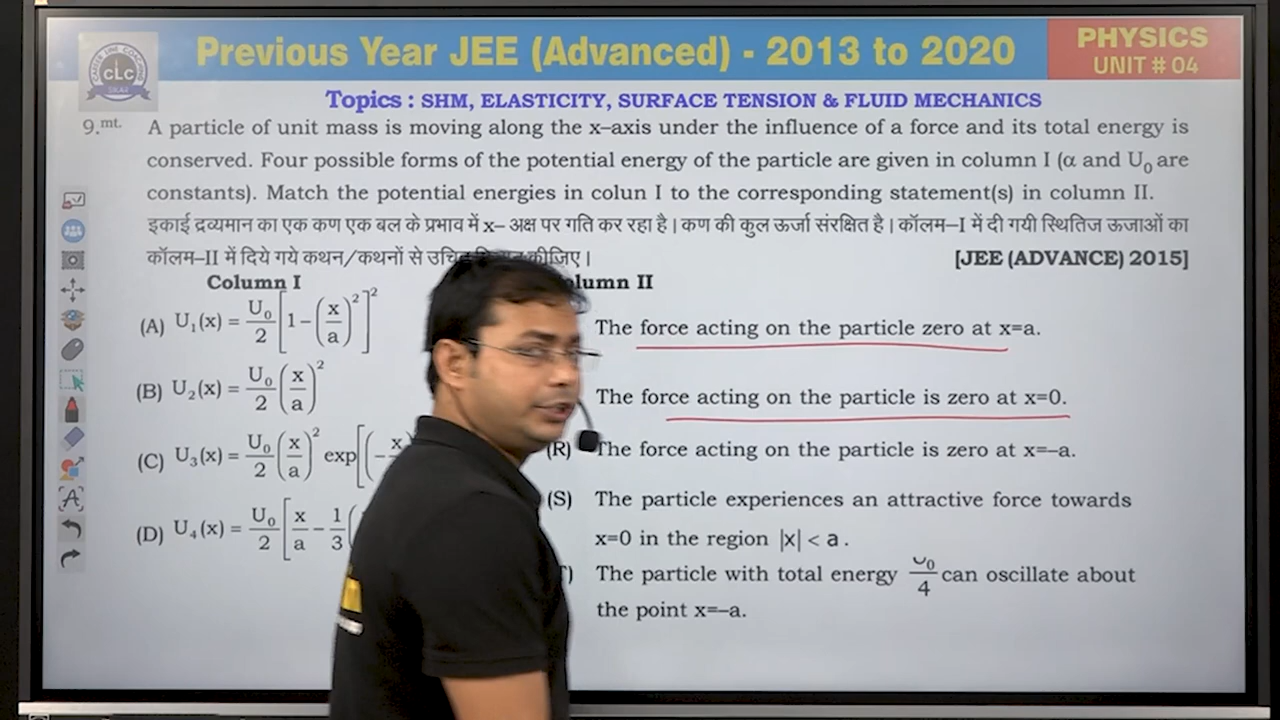 Previous Year JEE (Advanced) - 2013 to 2020
PHYSICS
UNIT # 04
CLC
Topics : SHM, ELASTICITY, SURFACE TENSION & FLUID MECHANICS
9.mt. A particle of unit mass is moving along the x–axis under the influence of a force and its total energy is
conserved. Four possible forms of the potential energy of the particle are given in column I (α and U₀ are
constants). Match the potential energies in colun I to the corresponding statement(s) in column II.
इकाई द्रव्यमान का एक कण एक बल के प्रभाव में x– अक्ष पर गति कर रहा है। कण की कुल ऊर्जा संरक्षित है। कॉलम–I में दी गयी स्थितिज ऊजाओं का
कॉलम–II में दिये गये कथन/कथनों से कीजिए।
[JEE (ADVANCE) 2015]
Column I
lumn II
(A) U₁(x) = U₀/2 [1–(x/a)²]²
The force acting on the particle zero at x=a.
(B) U₂(x) = U₀/2 (x/a)²
The force acting on the particle is zero at x=0.
(C) U₃(x) = U₀/2 (x/a)² exp[(–x
(R) The force acting on the particle is zero at x=–a.
(D) U₄(x) = U₀/2 [x/a – 1/3(
(S) The particle experiences an attractive force towards
x=0 in the region |x| < a.
) The particle with total energy U₀/4 can oscillate about
the point x=–a.